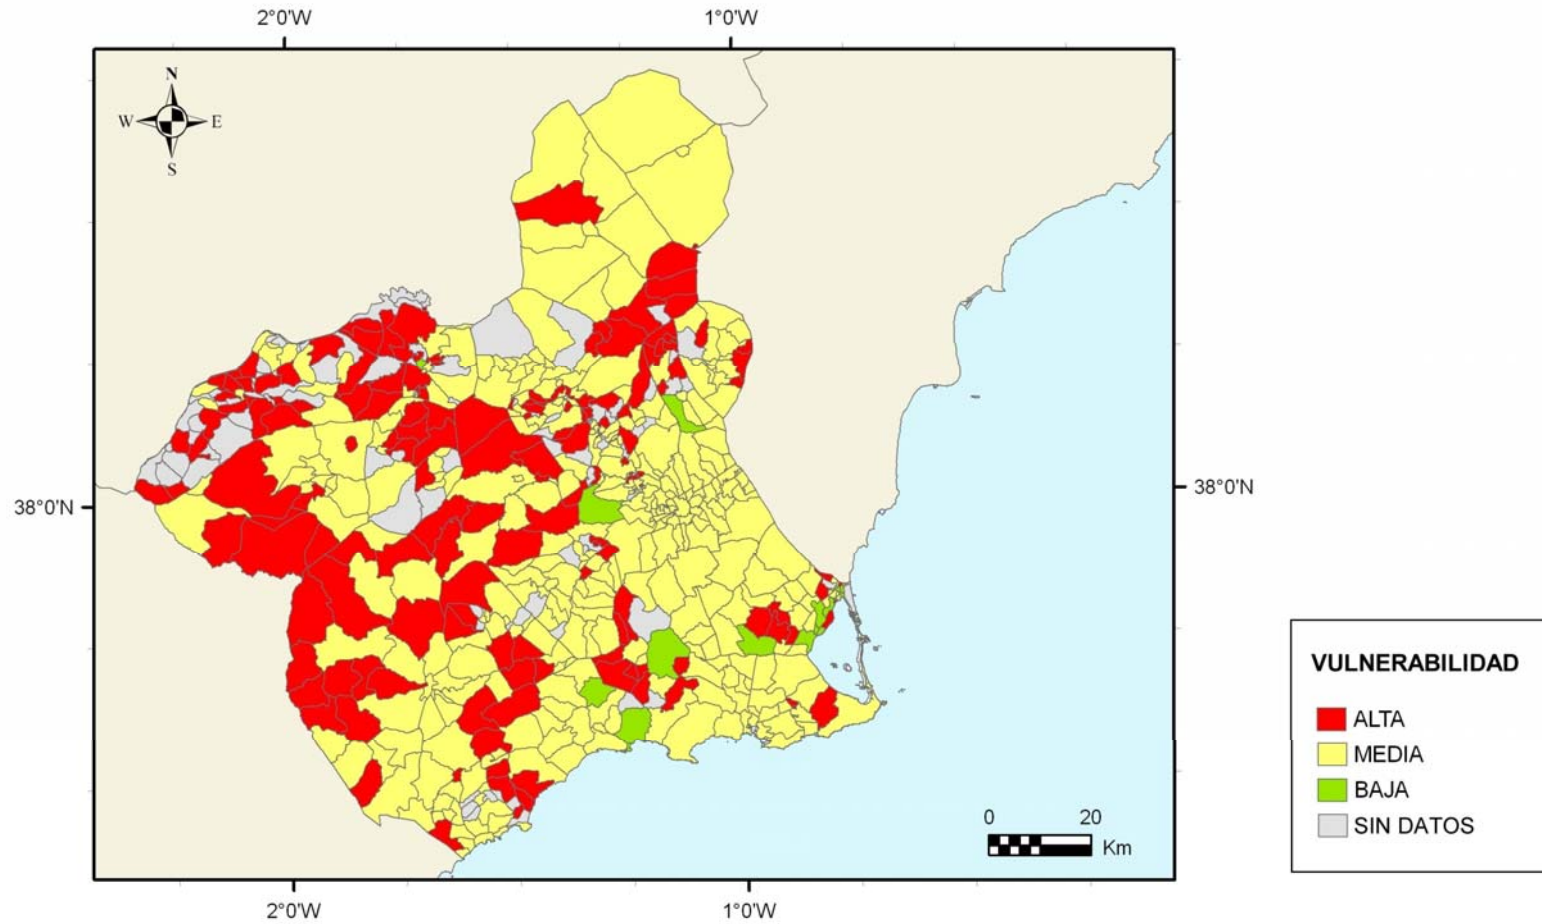 2°0'W 1°0'W
N
W E
S
38°0'N 38°0'N
VULNERABILIDAD
ALTA
MEDIA
BAJA
SIN DATOS
0 20
Km
2°0'W 1°0'W